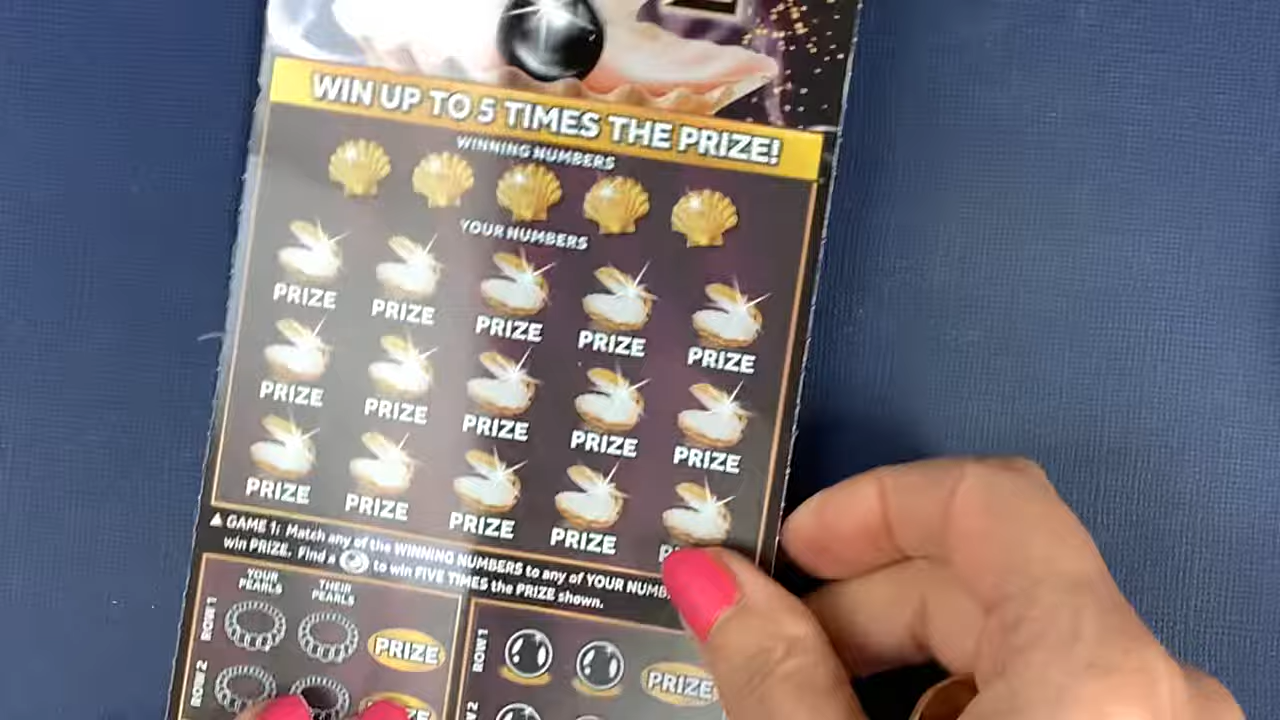 WIN UP TO 5 TIMES THE PRIZE!
WINNING NUMBERS
YOUR NUMBERS
PRIZE PRIZE PRIZE PRIZE PRIZE
PRIZE PRIZE PRIZE PRIZE PRIZE
PRIZE PRIZE PRIZE PRIZE
GAME 1: Match any of the WINNING NUMBERS to any of YOUR
win PRIZE. Find a to win FIVE TIMES the PRIZE shown.
YOUR PEARLS THEIR PEARLS
ROW 1 PRIZE ROW 1 PRIZE
ROW 2